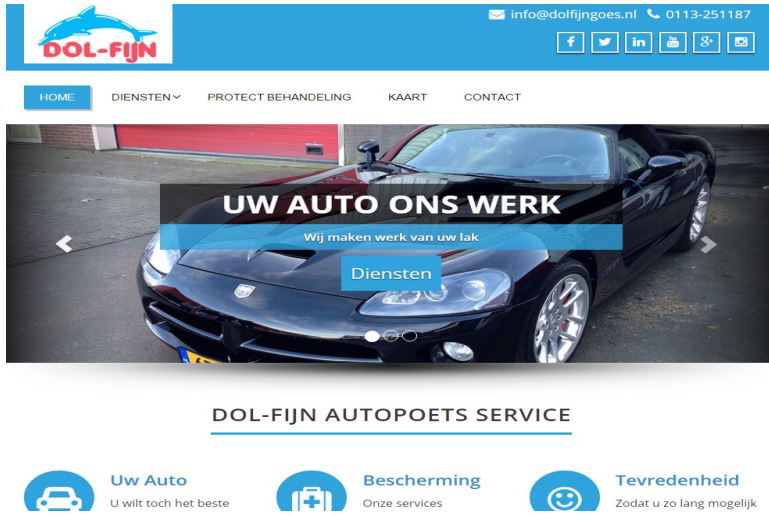 info@dolfijngoes.nl 0113-251187
DOL-FIJN
HOME DIENSTEN PROTECT BEHANDELING KAART CONTACT
UW AUTO ONS WERK
Wij maken werk van uw lak
Diensten
DOL-FIJN AUTOPOETS SERVICE
Uw Auto
U wilt toch het beste
Bescherming
Onze services
Tevredenheid
Zodat u zo lang mogelijk